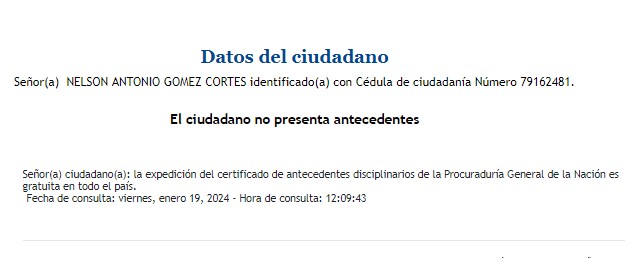 Datos del ciudadano
Señor(a) NELSON ANTONIO GOMEZ CORTES identificado(a) con Cédula de ciudadanía Número 79162481.
El ciudadano no presenta antecedentes
Señor(a) ciudadano(a): la expedición del certificado de antecedentes disciplinarios de la Procuraduría General de la Nación es
gratuita en todo el país.
Fecha de consulta: viernes, enero 19, 2024 - Hora de consulta: 12:09:43